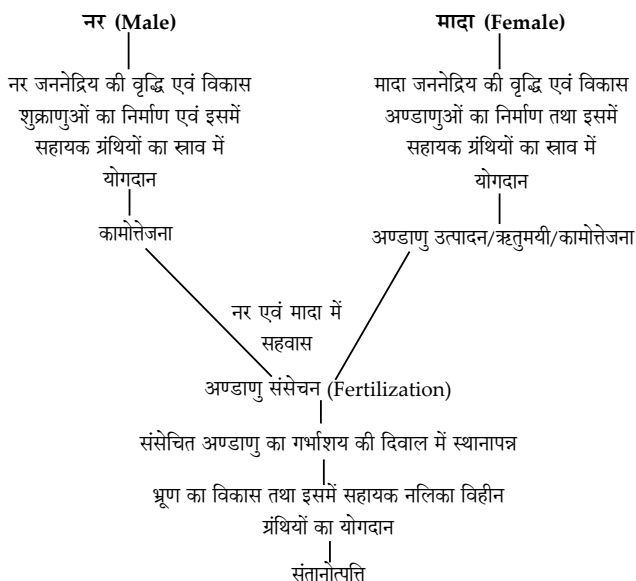 नर (Male)
नर जननेद्रिय की वृद्धि एवं विकास
शुक्राणुओं का निर्माण एवं इसमें
सहायक ग्रंथियों का स्राव में
योगदान
कामोत्तेजना
मादा (Female)
मादा जननेद्रिय की वृद्धि एवं विकास
अण्डाणुओं का निर्माण तथा इसमें
सहायक ग्रंथियों का स्राव में
योगदान
अण्डाणु उत्पादन/ऋतुमयी/कामोत्तेजना
नर एवं मादा में
सहवास
अण्डाणु संसेचन (Fertilization)
संसेचित अण्डाणु का गर्भाशय की दिवाल में स्थानापन्न
भ्रूण का विकास तथा इसमें सहायक नलिका विहीन
ग्रंथियों का योगदान
संतानोत्पत्ति